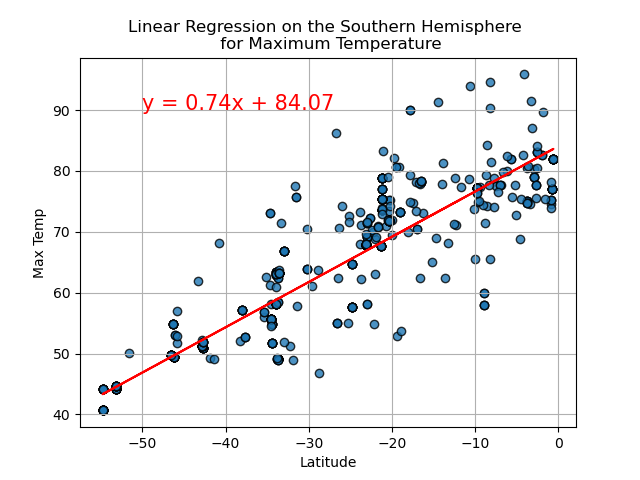 Linear Regression on the Southern Hemisphere
for Maximum Temperature
y = 0.74x + 84.07
Max Temp
90
80
70
60
50
40
−50
−40
−30
−20
−10
0
Latitude